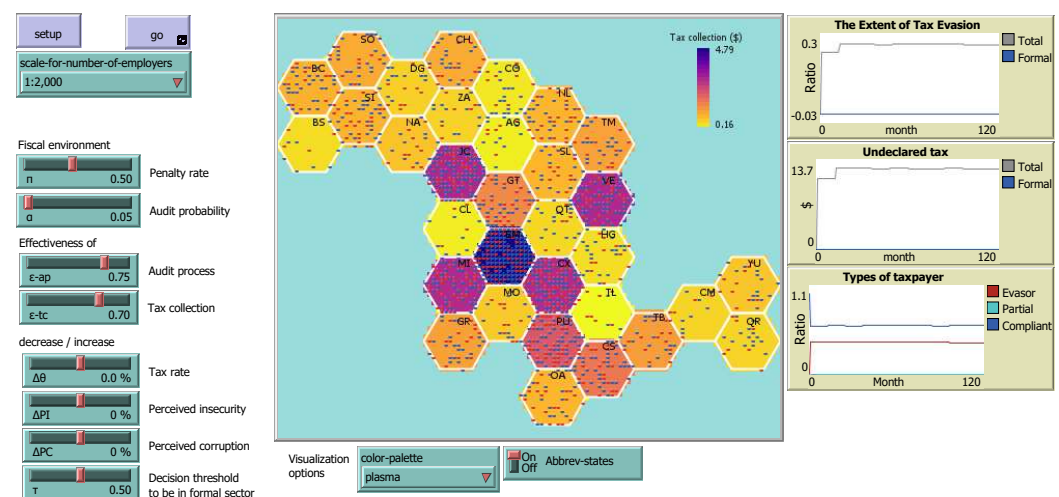 setup
go
scale-for-number-of-employers
1:2,000
Fiscal environment
π 0.50
Penalty rate
α 0.05
Audit probability
Effectiveness of
ε-ap 0.75
Audit process
ε-tc 0.70
Tax collection
decrease / increase
Δθ 0.0 %
Tax rate
ΔPI 0 %
Perceived insecurity
ΔPC 0 %
Perceived corruption
τ 0.50
Decision threshold
to be in formal sector
Tax collection ($)
4.79
0.16
SO
CH
BC
DG
CO
SI
ZA
NL
BS
NA
AG
TM
JC
SL
GT
VE
CL
QT
HG
MI
CX
YU
MO
IL
CM
GR
PU
TB
QR
CS
OA
Visualization
options
color-palette
plasma
On
Off
Abbrev-states
The Extent of Tax Evasion
0.3
Ratio
-0.03
0 month 120
Total
Formal
Undeclared tax
13.7
$
0
0 month 120
Total
Formal
Types of taxpayer
1.1
Ratio
0
0 Month 120
Evasor
Partial
Compliant